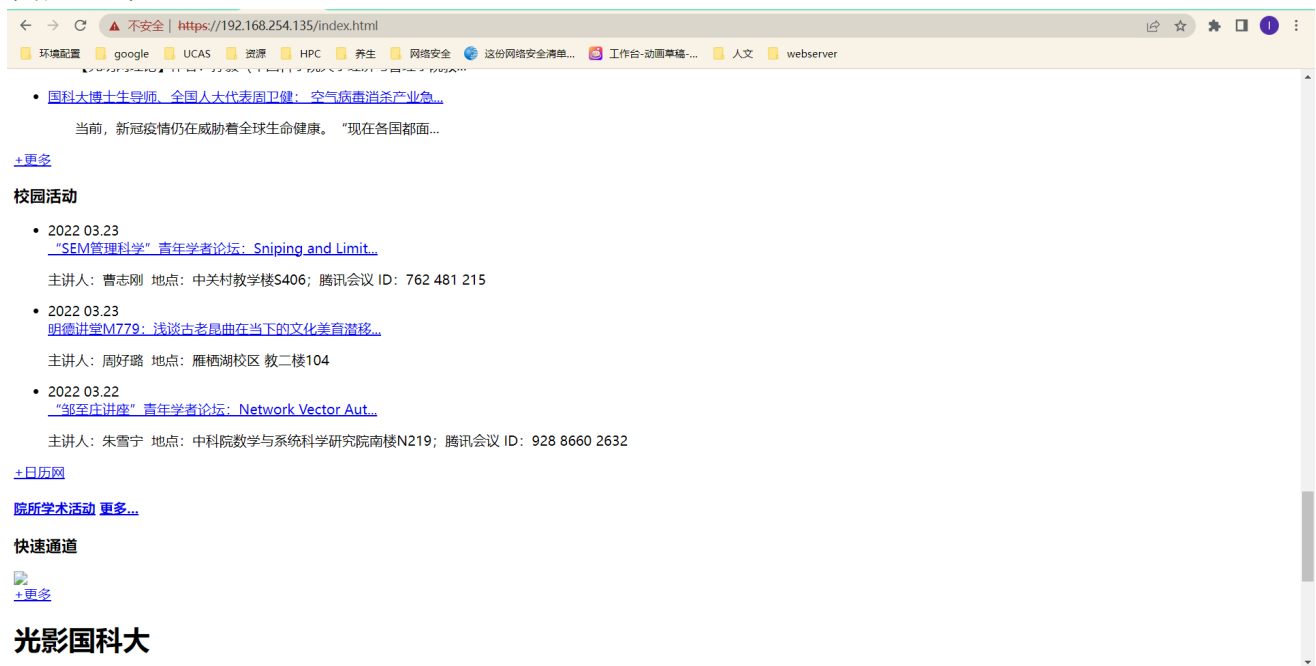 不安全 | https://192.168.254.135/index.html
环境配置 google UCAS 资源 HPC 养生 网络安全 这份网络安全清单... 工作台-动画草稿-... 人文 webserver
国科大博士生导师、全国人大代表周卫健： 空气病毒消杀产业急...
当前，新冠疫情仍在威胁着全球生命健康。“现在各国都面...
+更多
校园活动
2022 03.23
“SEM管理科学”青年学者论坛：Sniping and Limit...
主讲人：曹志刚 地点：中关村教学楼S406；腾讯会议 ID：762 481 215
2022 03.23
明德讲堂M779：浅谈古老昆曲在当下的文化美育潜移...
主讲人：周好璐 地点：雁栖湖校区 教二楼104
2022 03.22
“邹至庄讲座”青年学者论坛：Network Vector Aut...
主讲人：朱雪宁 地点：中科院数学与系统科学研究院南楼N219；腾讯会议 ID：928 8660 2632
+日历网
院所学术活动 更多...
快速通道
+更多
光影国科大